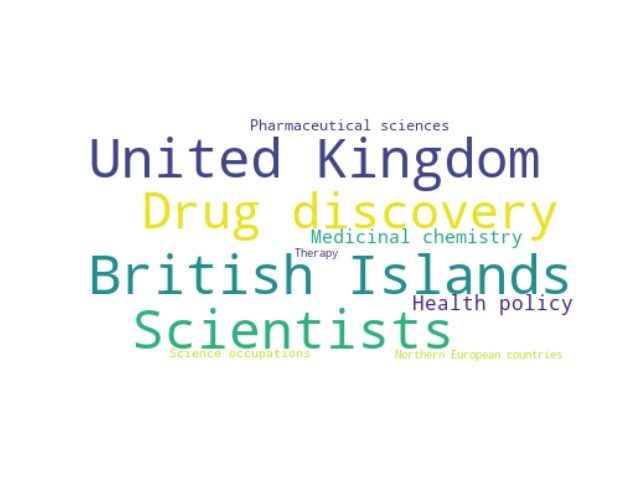 Pharmaceutical sciences
United Kingdom
Drug discovery
Medicinal chemistry
Therapy
British Islands
Health policy
Scientists
Science occupations
Northern European countries